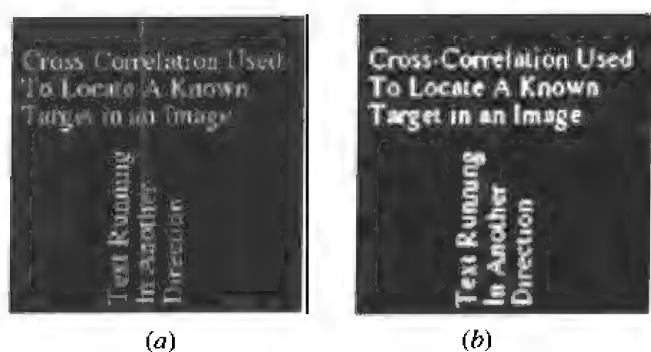 Cross-Correlation Used
To Locate A Known
Target in an Image
Text Running
In Another
Direction
(a)
Cross-Correlation Used
To Locate A Known
Target in an Image
Text Running
In Another
Direction
(b)